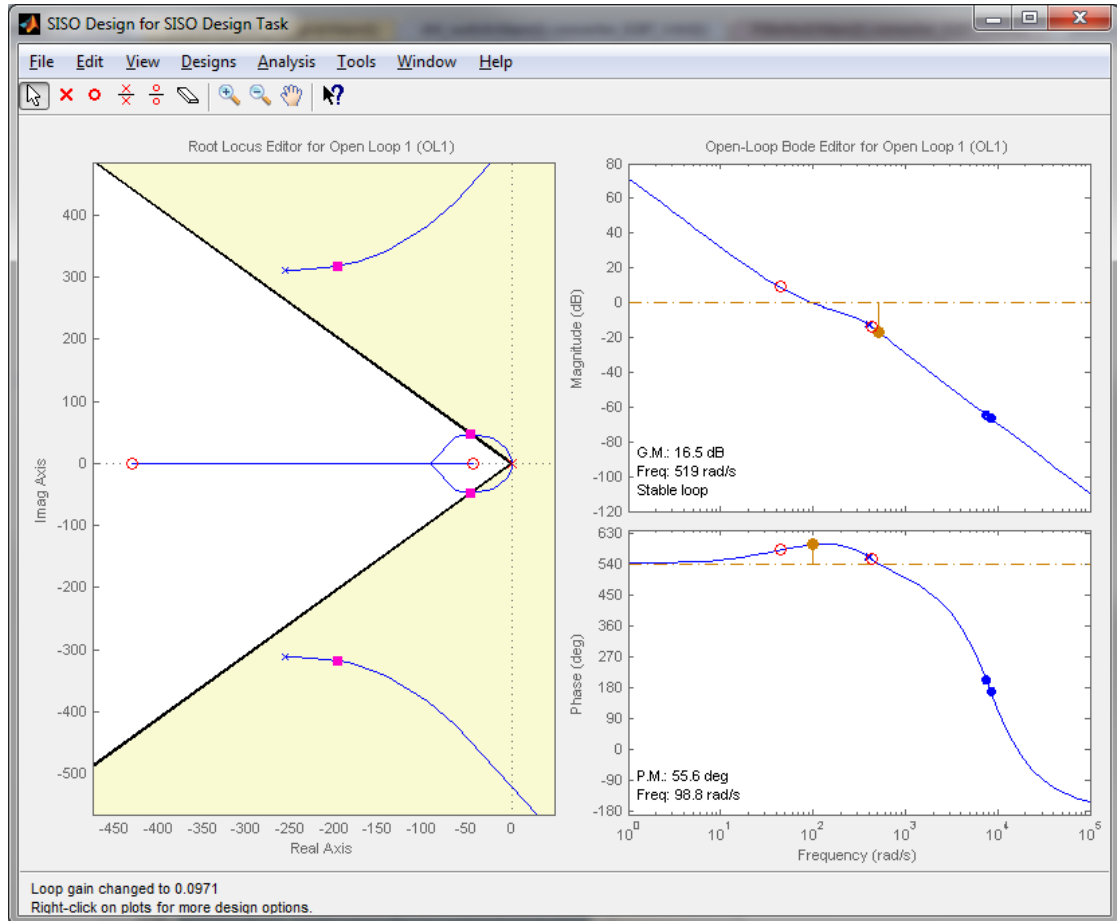 SISO Design for SISO Design Task
File Edit View Designs Analysis Tools Window Help
Root Locus Editor for Open Loop 1 (OL1)
400
300
200
100
0
-100
-200
-300
-400
-500
Imag Axis
-450 -400 -350 -300 -250 -200 -150 -100 -50 0
Real Axis
Open-Loop Bode Editor for Open Loop 1 (OL1)
80
60
40
20
0
-20
-40
-60
-80
-100
-120
Magnitude (dB)
G.M.: 16.5 dB
Freq: 519 rad/s
Stable loop
630
540
450
360
270
180
90
0
-90
-180
Phase (deg)
P.M.: 55.6 deg
Freq: 98.8 rad/s
10^0 10^1 10^2 10^3 10^4 10^5
Frequency (rad/s)
Loop gain changed to 0.0971
Right-click on plots for more design options.